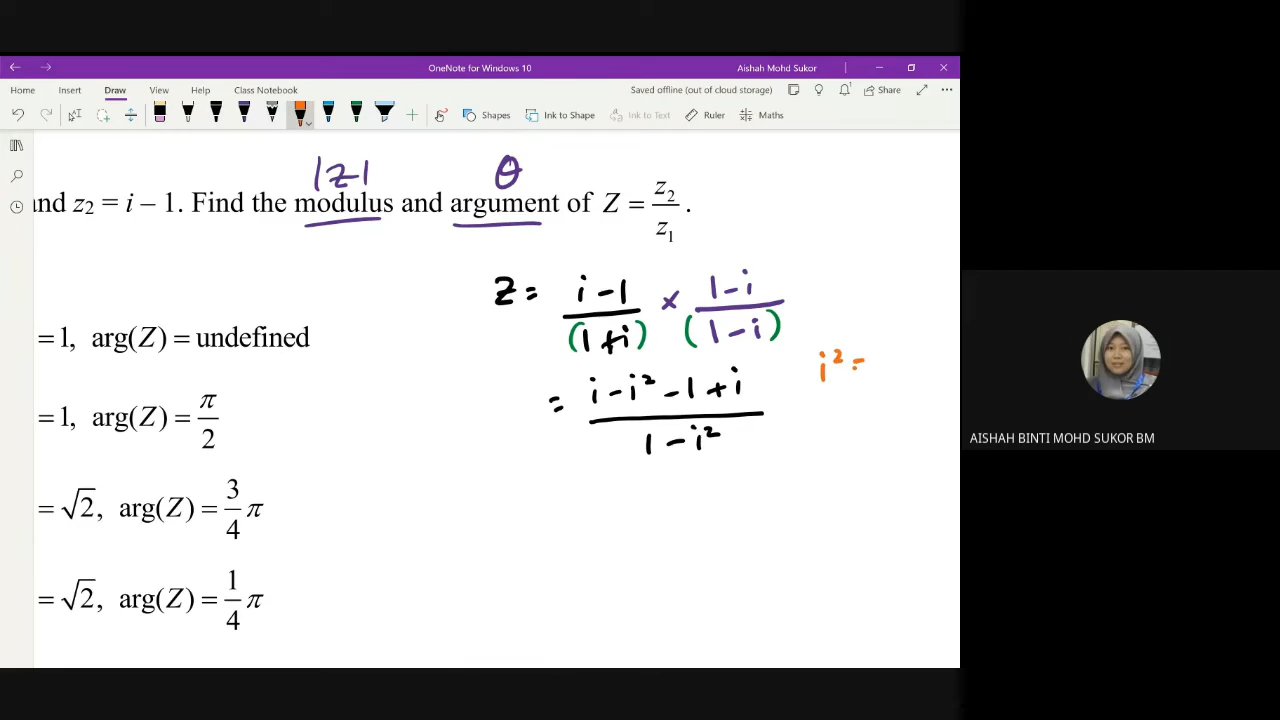 OneNote for Windows 10
Aishah Mohd Sukor
Home Insert Draw View Help Class Notebook
Saved offline (out of cloud storage)
Share
Shapes Ink to Shape Ink to Text Ruler Maths
|z| θ
and z₂ = i – 1. Find the modulus and argument of Z = z₂/z₁.
Z = (i - 1)/(1 + i) × (1 - i)/(1 - i)
= 1, arg(Z) = undefined
i² =
= (i - i² - 1 + i)/(1 - i²)
= 1, arg(Z) = π/2
= √2, arg(Z) = 3/4 π
= √2, arg(Z) = 1/4 π
AISHAH BINTI MOHD SUKOR BM